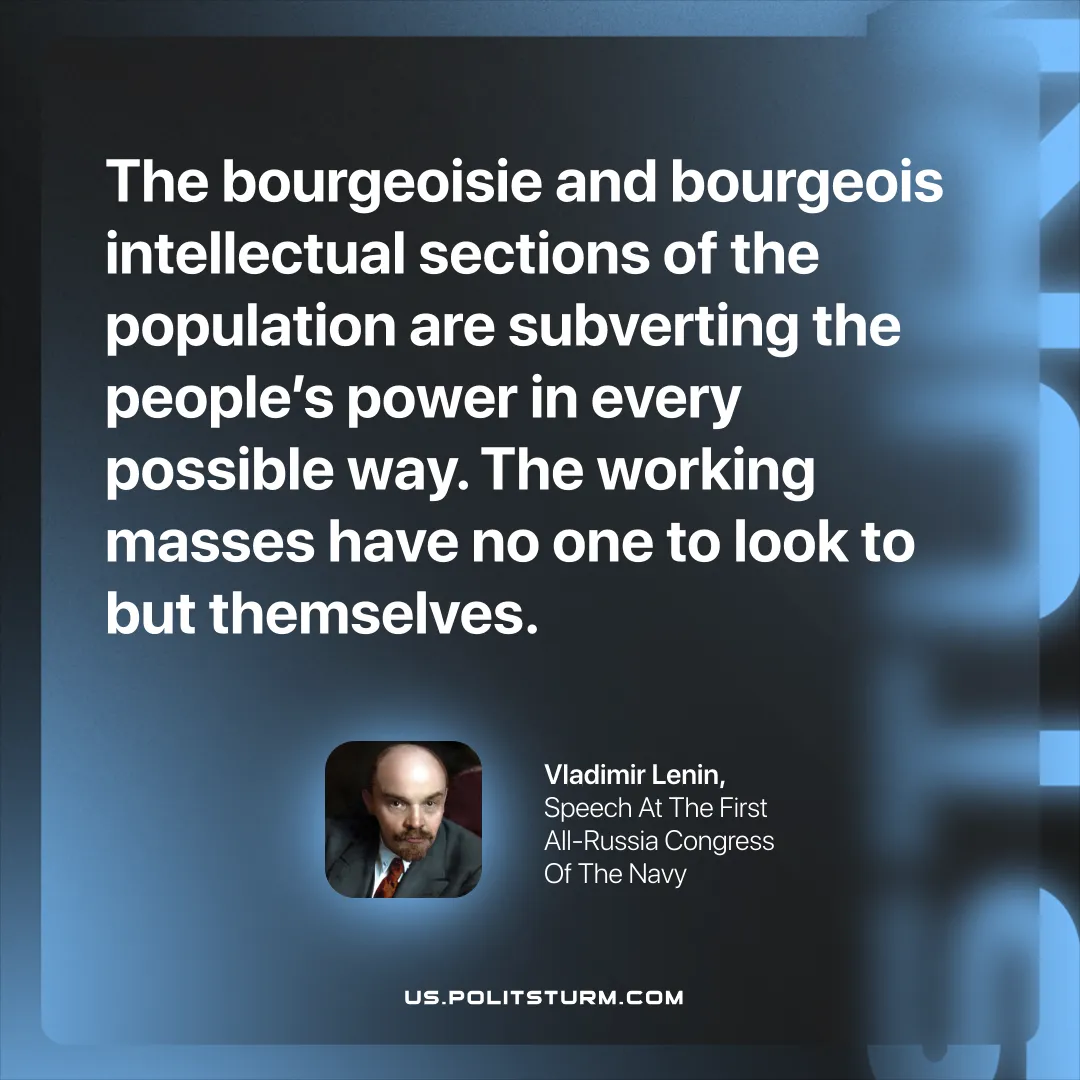 The bourgeoisie and bourgeois
intellectual sections of the
population are subverting the
people’s power in every
possible way. The working
masses have no one to look to
but themselves.
Vladimir Lenin,
Speech At The First
All-Russia Congress
Of The Navy
US.POLITSTURM.COM